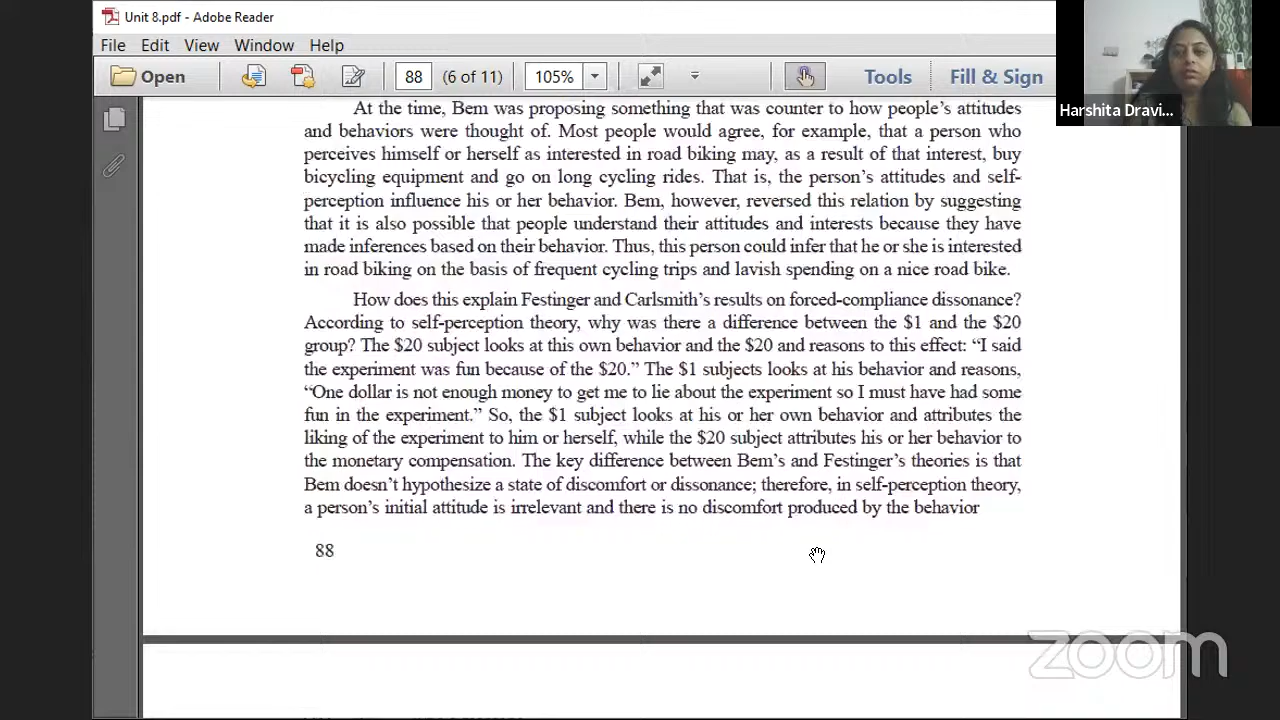 Unit 8.pdf - Adobe Reader
File Edit View Window Help
Open 88 (6 of 11) 105% Tools Fill & Sign
Harshita Dravi...
At the time, Bem was proposing something that was counter to how people's attitudes
and behaviors were thought of. Most people would agree, for example, that a person who
perceives himself or herself as interested in road biking may, as a result of that interest, buy
bicycling equipment and go on long cycling rides. That is, the person's attitudes and self-
perception influence his or her behavior. Bem, however, reversed this relation by suggesting
that it is also possible that people understand their attitudes and interests because they have
made inferences based on their behavior. Thus, this person could infer that he or she is interested
in road biking on the basis of frequent cycling trips and lavish spending on a nice road bike.
How does this explain Festinger and Carlsmith's results on forced-compliance dissonance?
According to self-perception theory, why was there a difference between the $1 and the $20
group? The $20 subject looks at this own behavior and the $20 and reasons to this effect: “I said
the experiment was fun because of the $20.” The $1 subjects looks at his behavior and reasons,
“One dollar is not enough money to get me to lie about the experiment so I must have had some
fun in the experiment.” So, the $1 subject looks at his or her own behavior and attributes the
liking of the experiment to him or herself, while the $20 subject attributes his or her behavior to
the monetary compensation. The key difference between Bem's and Festinger's theories is that
Bem doesn't hypothesize a state of discomfort or dissonance; therefore, in self-perception theory,
a person's initial attitude is irrelevant and there is no discomfort produced by the behavior
88
zoom